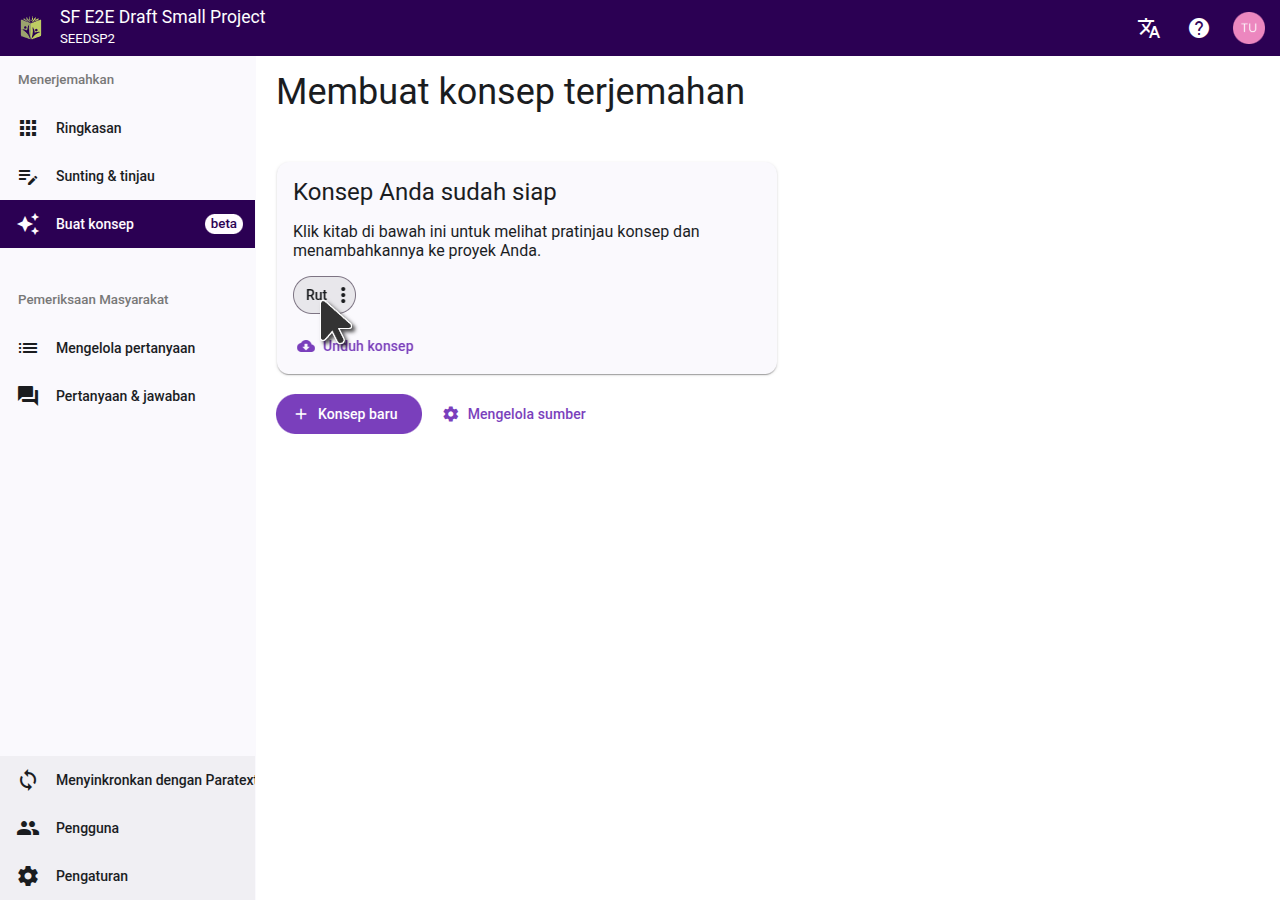 SF E2E Draft Small Project
SEEDSP2
TU
Menerjemahkan
Ringkasan
Sunting & tinjau
Buat konsep
beta
Pemeriksaan Masyarakat
Mengelola pertanyaan
Pertanyaan & jawaban
Menyinkronkan dengan Paratext
Pengguna
Pengaturan
Membuat konsep terjemahan
Konsep Anda sudah siap
Klik kitab di bawah ini untuk melihat pratinjau konsep dan
menambahkannya ke proyek Anda.
Rut
Unduh konsep
Konsep baru
Mengelola sumber